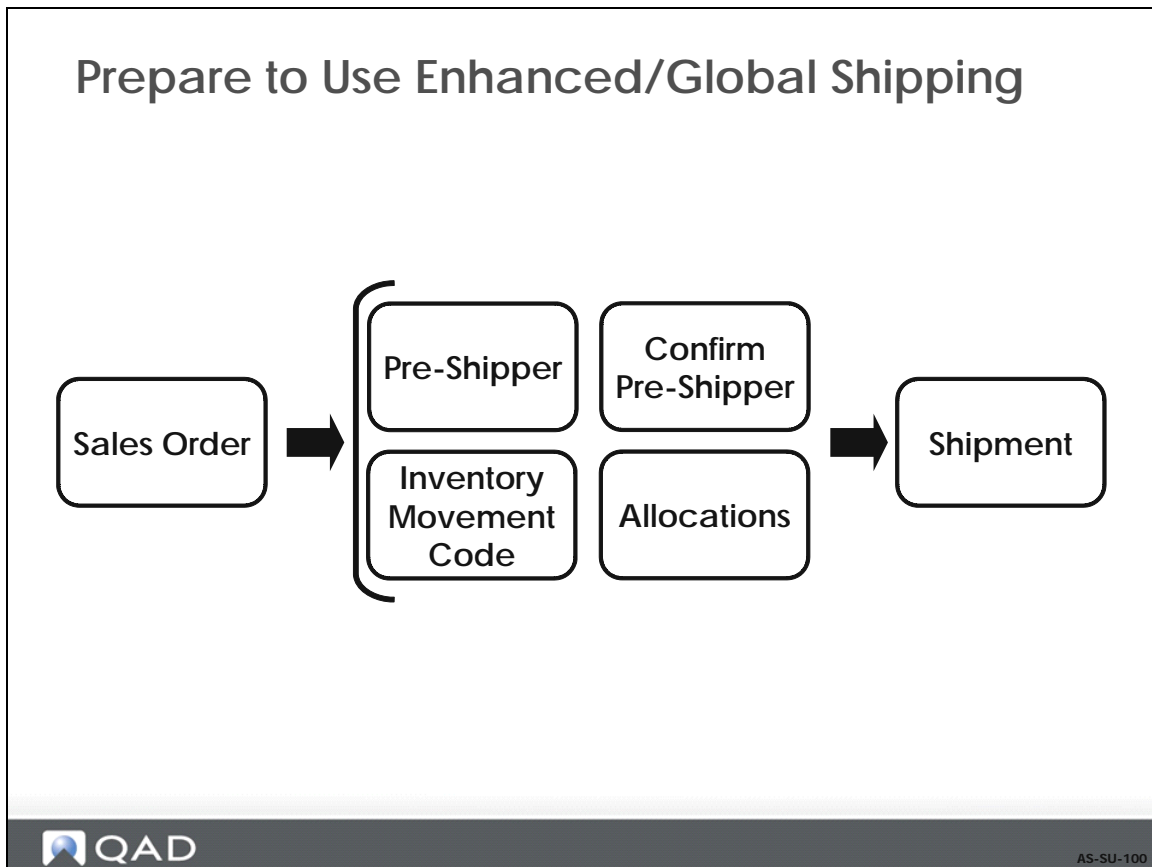 Prepare to Use Enhanced/Global Shipping
Sales Order
Pre-Shipper
Confirm
Pre-Shipper
Inventory
Movement
Code
Allocations
Shipment
QAD
AS-SU-100